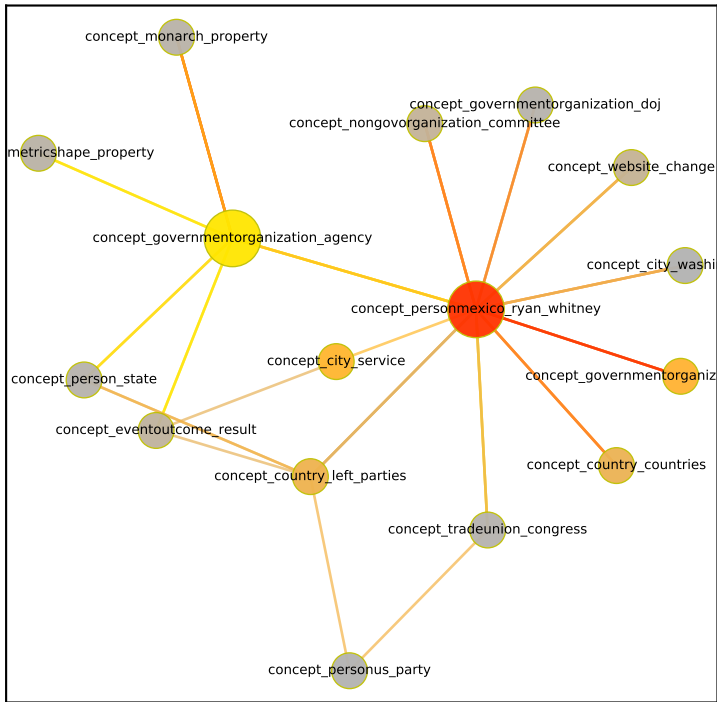 concept_monarch_property
concept_governmentorganization_doj
concept_nongovorganization_committee
metricshape_property
concept_website_change
concept_governmentorganization_agency
concept_city_washi
concept_personmexico_ryan_whitney
concept_city_service
concept_person_state
concept_governmentorganiz
concept_eventoutcome_result
concept_country_countries
concept_country_left_parties
concept_tradeunion_congress
concept_personus_party